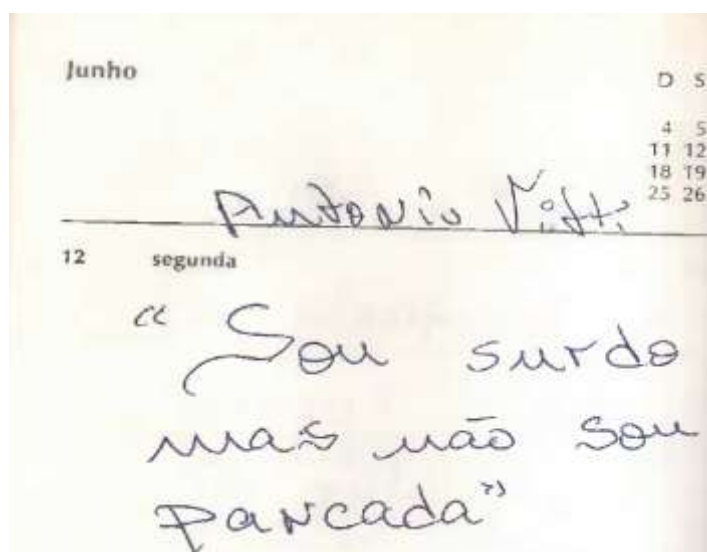 Junho
D S
4 5
11 12
18 19
25 26
Antonio Vitti
12 segunda
" Sou surdo
mas não sou
pancada"